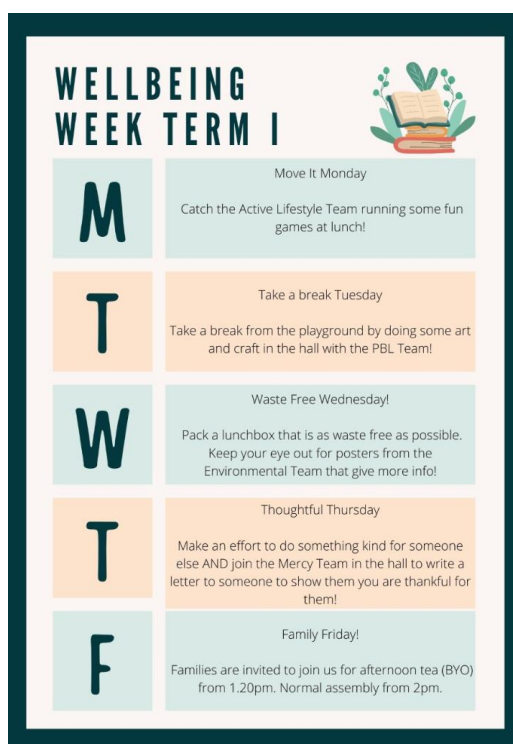 WELLBEING
WEEK TERM I
M
Move It Monday
Catch the Active Lifestyle Team running some fun
games at lunch!
T
Take a break Tuesday
Take a break from the playground by doing some art
and craft in the hall with the PBL Team!
W
Waste Free Wednesday!
Pack a lunchbox that is as waste free as possible.
Keep your eye out for posters from the
Environmental Team that give more info!
T
Thoughtful Thursday
Make an effort to do something kind for someone
else AND join the Mercy Team in the hall to write a
letter to someone to show them you are thankful for
them!
F
Family Friday!
Families are invited to join us for afternoon tea (BYO)
from 1.20pm. Normal assembly from 2pm.